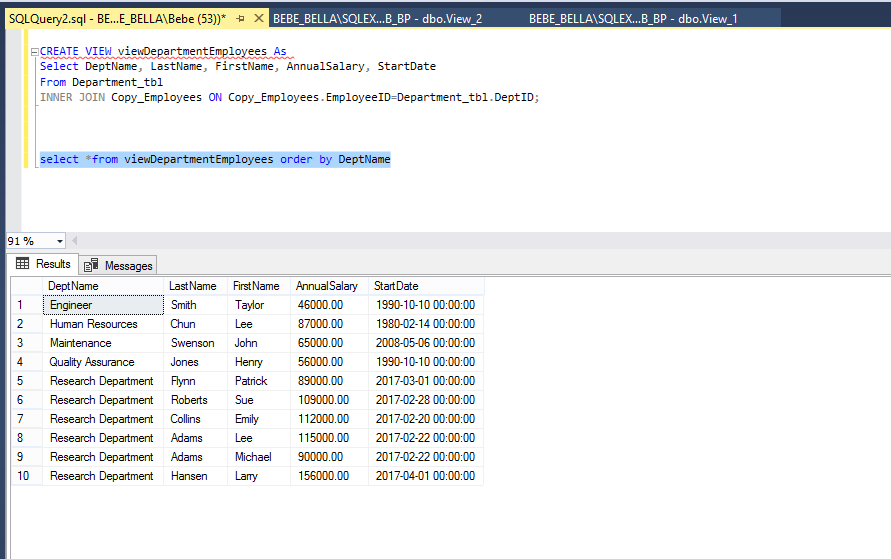 SQLQuery2.sql - BE...E_BELLA\Bebe (53))* BEBE_BELLA\SQLEX...B_BP - dbo.View_2 BEBE_BELLA\SQLEX...B_BP - dbo.View_1
CREATE VIEW viewDepartmentEmployees As
Select DeptName, LastName, FirstName, AnnualSalary, StartDate
From Department_tbl
INNER JOIN Copy_Employees ON Copy_Employees.EmployeeID=Department_tbl.DeptID;
select *from viewDepartmentEmployees order by DeptName
91 %
Results Messages
DeptName LastName FirstName AnnualSalary StartDate
1 Engineer Smith Taylor 46000.00 1990-10-10 00:00:00
2 Human Resources Chun Lee 87000.00 1980-02-14 00:00:00
3 Maintenance Swenson John 65000.00 2008-05-06 00:00:00
4 Quality Assurance Jones Henry 56000.00 1990-10-10 00:00:00
5 Research Department Flynn Patrick 89000.00 2017-03-01 00:00:00
6 Research Department Roberts Sue 109000.00 2017-02-28 00:00:00
7 Research Department Collins Emily 112000.00 2017-02-20 00:00:00
8 Research Department Adams Lee 115000.00 2017-02-22 00:00:00
9 Research Department Adams Michael 90000.00 2017-02-22 00:00:00
10 Research Department Hansen Larry 156000.00 2017-04-01 00:00:00